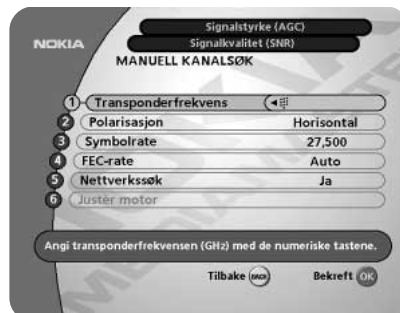 Signalstyrke (AGC)
NOKIA
Signalkvalitet (SNR)
MANUELL KANALSØK
1 Transponderfrekvens
2 Polarisasjon Horisontal
3 Symbolrate 27,500
4 FEC-rate Auto
5 Nettverkssøk Ja
6 Justér motor
Angi transponderfrekvensen (GHz) med de numeriske tastene.
Tilbake BACK Bekreft OK